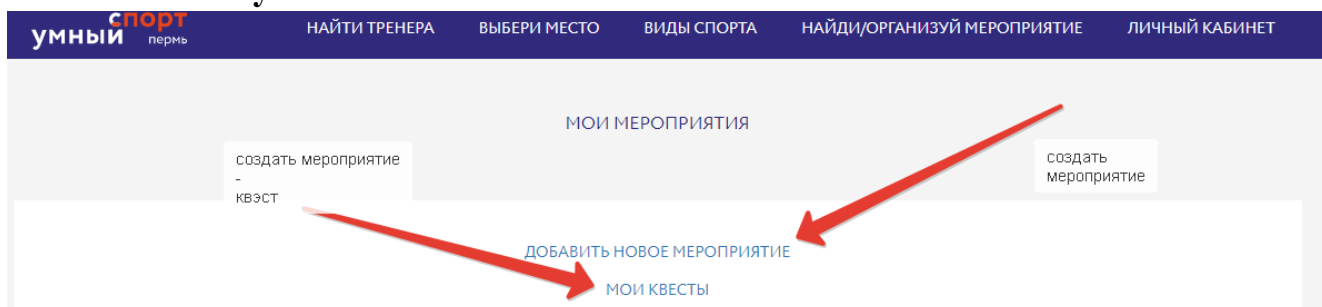 спорт
умный пермь
НАЙТИ ТРЕНЕРА ВЫБЕРИ МЕСТО ВИДЫ СПОРТА НАЙДИ/ОРГАНИЗУЙ МЕРОПРИЯТИЕ ЛИЧНЫЙ КАБИНЕТ
МОИ МЕРОПРИЯТИЯ
создать мероприятие
-
квэст
создать
мероприятие
ДОБАВИТЬ НОВОЕ МЕРОПРИЯТИЕ
МОИ КВЕСТЫ